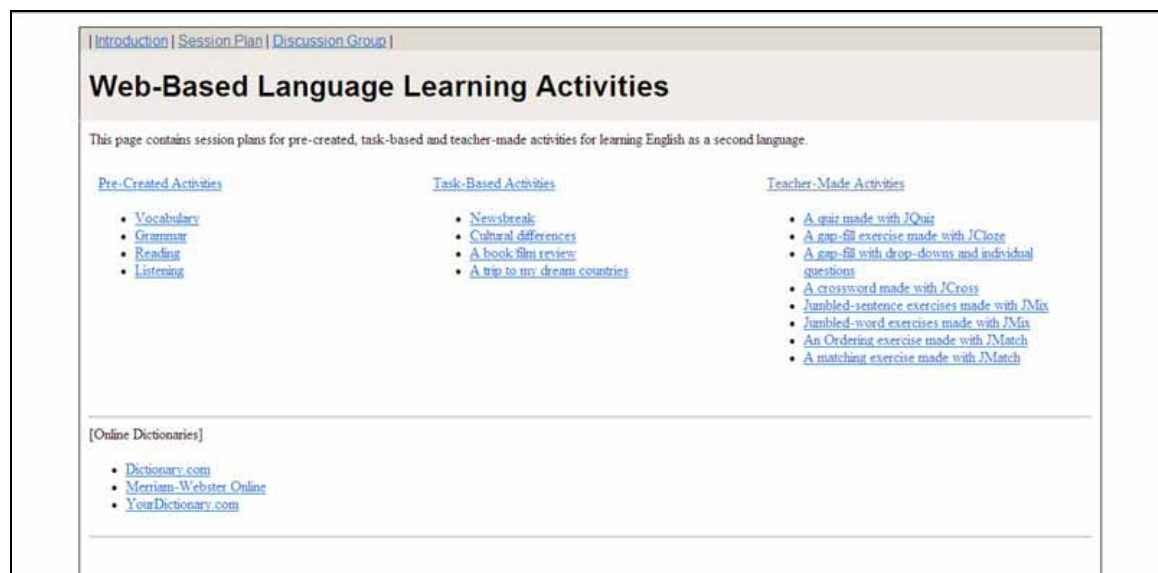 | Introduction | Session Plan | Discussion Group |
Web-Based Language Learning Activities
This page contains session plans for pre-created, task-based and teacher-made activities for learning English as a second language.
Pre-Created Activities
• Vocabulary
• Grammar
• Reading
• Listening
Task-Based Activities
• Newsbreak
• Cultural differences
• A book/film review
• A trip to my dream countries
Teacher-Made Activities
• A quiz made with JQuiz
• A gap-fill exercise made with JCloze
• A gap-fill with drop-downs and individual
questions
• A crossword made with JCross
• Jumbled-sentence exercises made with JMix
• Jumbled-word exercises made with JMix
• An Ordering exercise made with JMatch
• A matching exercise made with JMatch
[Online Dictionaries]
• Dictionary.com
• Merriam-Webster Online
• YourDictionary.com